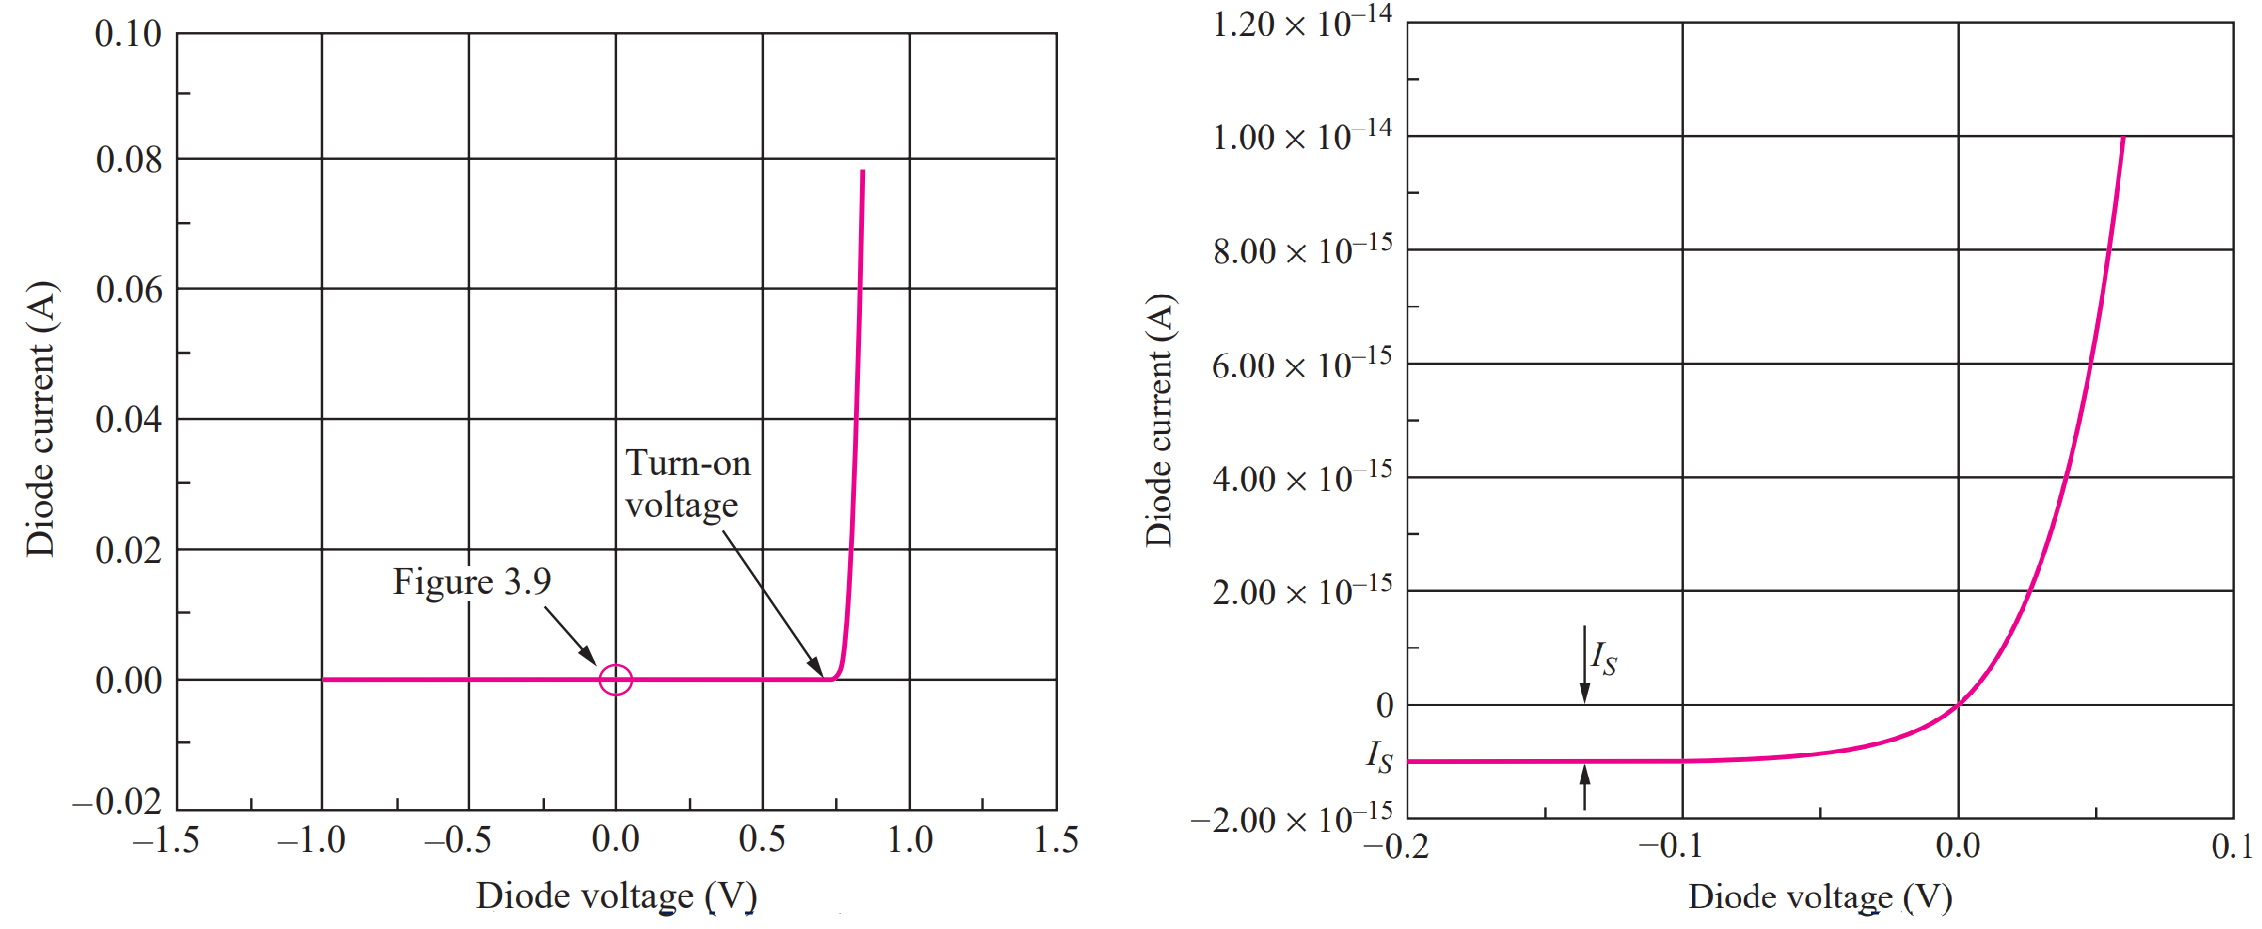 0.10
0.08
0.06
0.04
0.02
0.00
–0.02
Diode current (A)
Turn-on
voltage
Figure 3.9
–1.5 –1.0 –0.5 0.0 0.5 1.0 1.5
Diode voltage (V)
1.20 × 10–14
1.00 × 10–14
8.00 × 10–15
6.00 × 10–15
4.00 × 10–15
2.00 × 10–15
0
IS
–2.00 × 10–15
Diode current (A)
IS
–0.2 –0.1 0.0 0.1
Diode voltage (V)